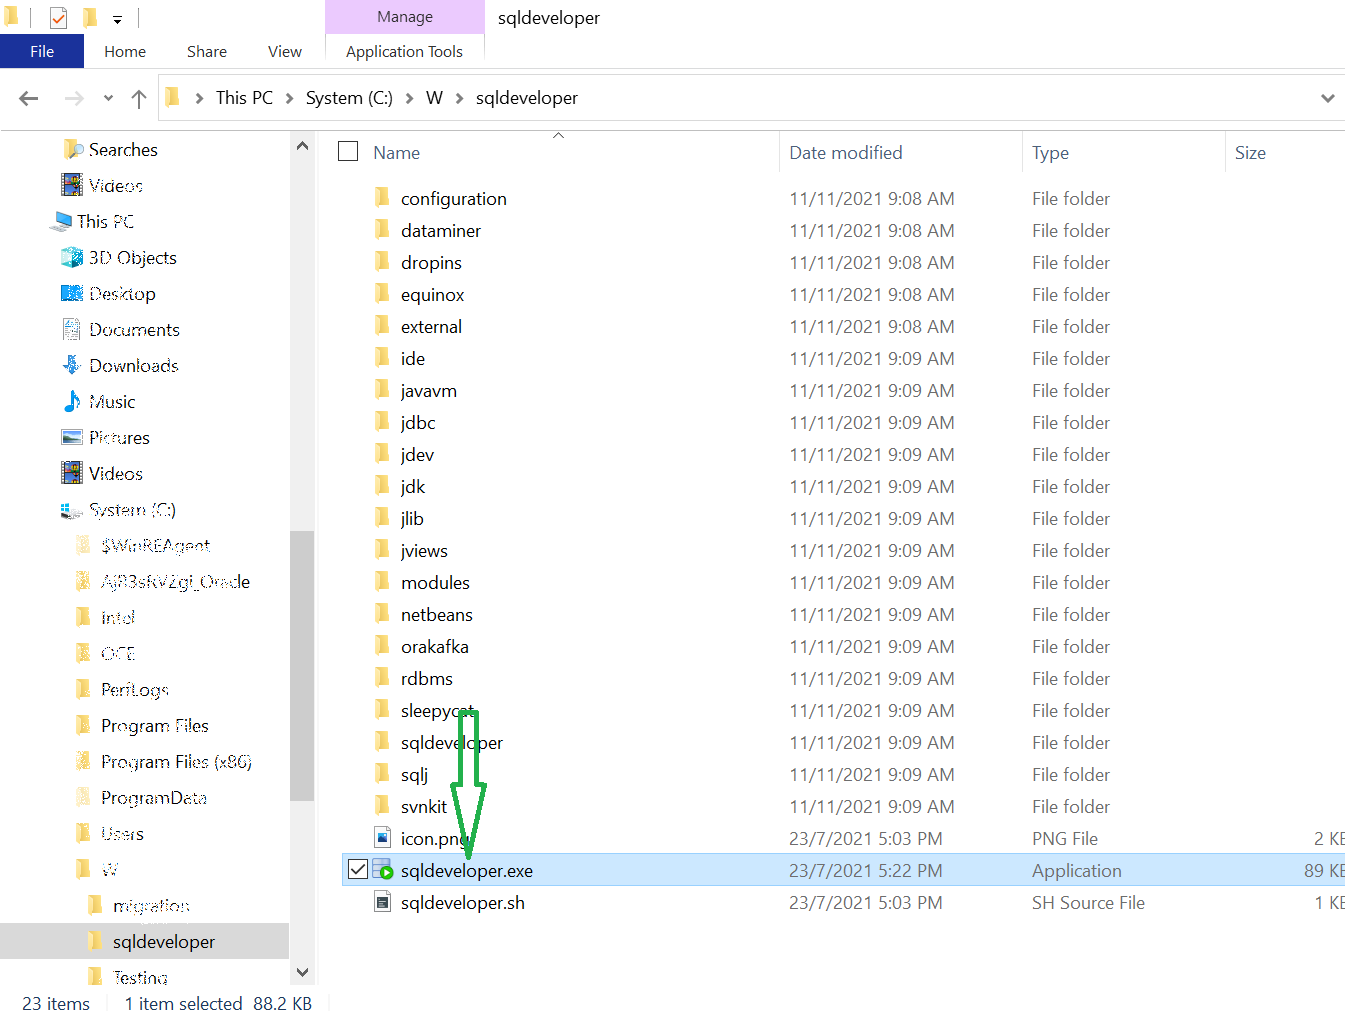 Manage
sqldeveloper
File Home Share View Application Tools
This PC System (C:) W sqldeveloper
Searches
Videos
This PC
3D Objects
Desktop
Documents
Downloads
Music
Pictures
Videos
System (C:)
$WinREAgent
Intel
OCE
PerfLogs
Program Files
Program Files (x86)
ProgramData
Users
W
migration
sqldeveloper
Testing
Name Date modified Type Size
configuration 11/11/2021 9:08 AM File folder
dataminer 11/11/2021 9:08 AM File folder
dropins 11/11/2021 9:08 AM File folder
equinox 11/11/2021 9:08 AM File folder
external 11/11/2021 9:08 AM File folder
ide 11/11/2021 9:09 AM File folder
javavm 11/11/2021 9:09 AM File folder
jdbc 11/11/2021 9:09 AM File folder
jdev 11/11/2021 9:09 AM File folder
jdk 11/11/2021 9:09 AM File folder
jlib 11/11/2021 9:09 AM File folder
jviews 11/11/2021 9:09 AM File folder
modules 11/11/2021 9:09 AM File folder
netbeans 11/11/2021 9:09 AM File folder
orakafka 11/11/2021 9:09 AM File folder
rdbms 11/11/2021 9:09 AM File folder
sleepycat 11/11/2021 9:09 AM File folder
sqldeveloper 11/11/2021 9:09 AM File folder
sqlj 11/11/2021 9:09 AM File folder
svnkit 11/11/2021 9:09 AM File folder
icon.png 23/7/2021 5:03 PM PNG File 2 KB
sqldeveloper.exe 23/7/2021 5:22 PM Application 89 KB
sqldeveloper.sh 23/7/2021 5:03 PM SH Source File 1 KB
23 items 1 item selected 88.2 KB